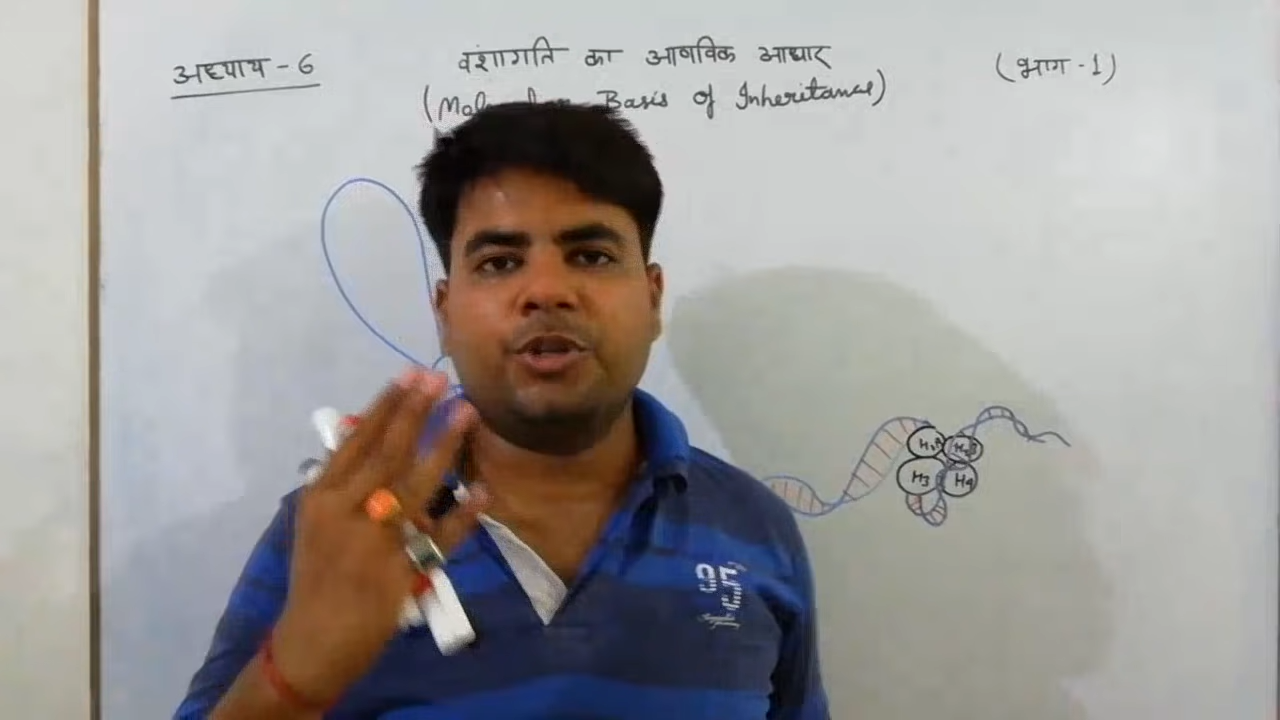 अध्याय - 6
वंशागति का आणविक आधार
(भाग - 1)
Basis of Inheritance)
H3
H4
95